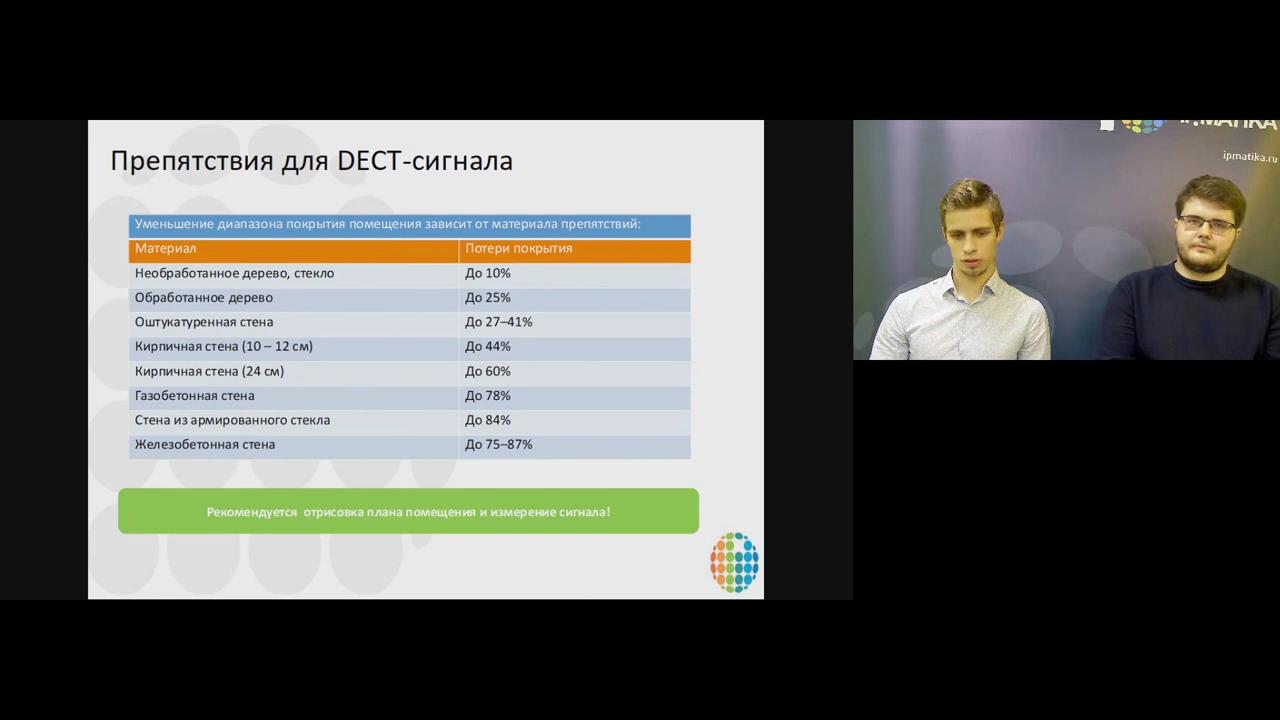 Препятствия для DECT-сигнала
Уменьшение диапазона покрытия помещения зависит от материала препятствий:
Материал Потери покрытия
Необработанное дерево, стекло До 10%
Обработанное дерево До 25%
Оштукатуренная стена До 27–41%
Кирпичная стена (10 – 12 см) До 44%
Кирпичная стена (24 см) До 60%
Газобетонная стена До 78%
Стена из армированного стекла До 84%
Железобетонная стена До 75–87%
Рекомендуется отрисовка плана помещения и измерение сигнала!
ipmatika.ru